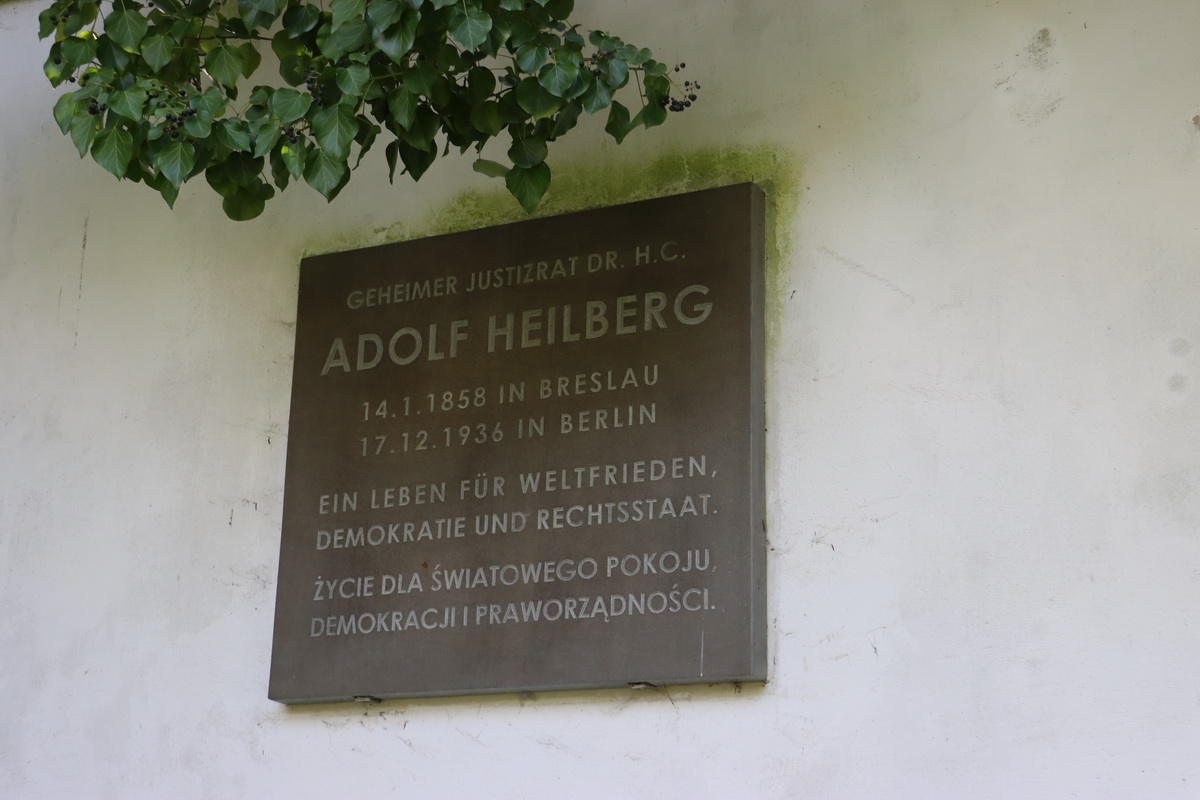 GEHEIMER JUSTIZRAT DR. H.C.
ADOLF HEILBERG
14.1.1858 IN BRESLAU
17.12.1936 IN BERLIN
EIN LEBEN FÜR WELTFRIEDEN,
DEMOKRATIE UND RECHTSSTAAT.
ŻYCIE DLA ŚWIATOWEGO POKOJU,
DEMOKRACJI I PRAWORZĄDNOŚCI.